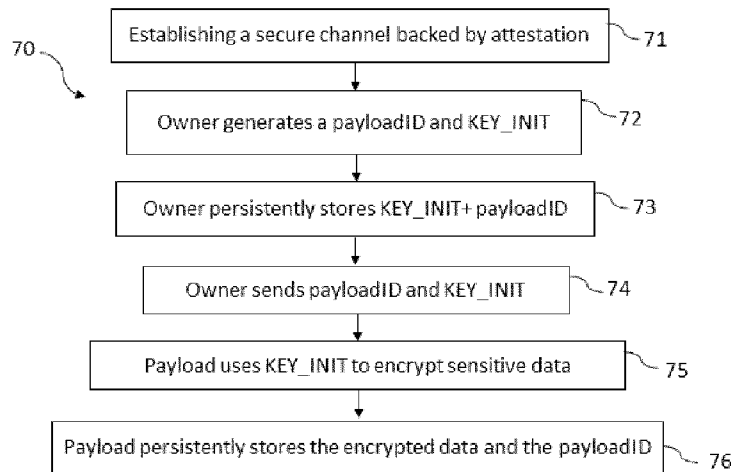 70
Establishing a secure channel backed by attestation
71
Owner generates a payloadID and KEY_INIT
72
Owner persistently stores KEY_INIT+ payloadID
73
Owner sends payloadID and KEY_INIT
74
Payload uses KEY_INIT to encrypt sensitive data
75
Payload persistently stores the encrypted data and the payloadID
76